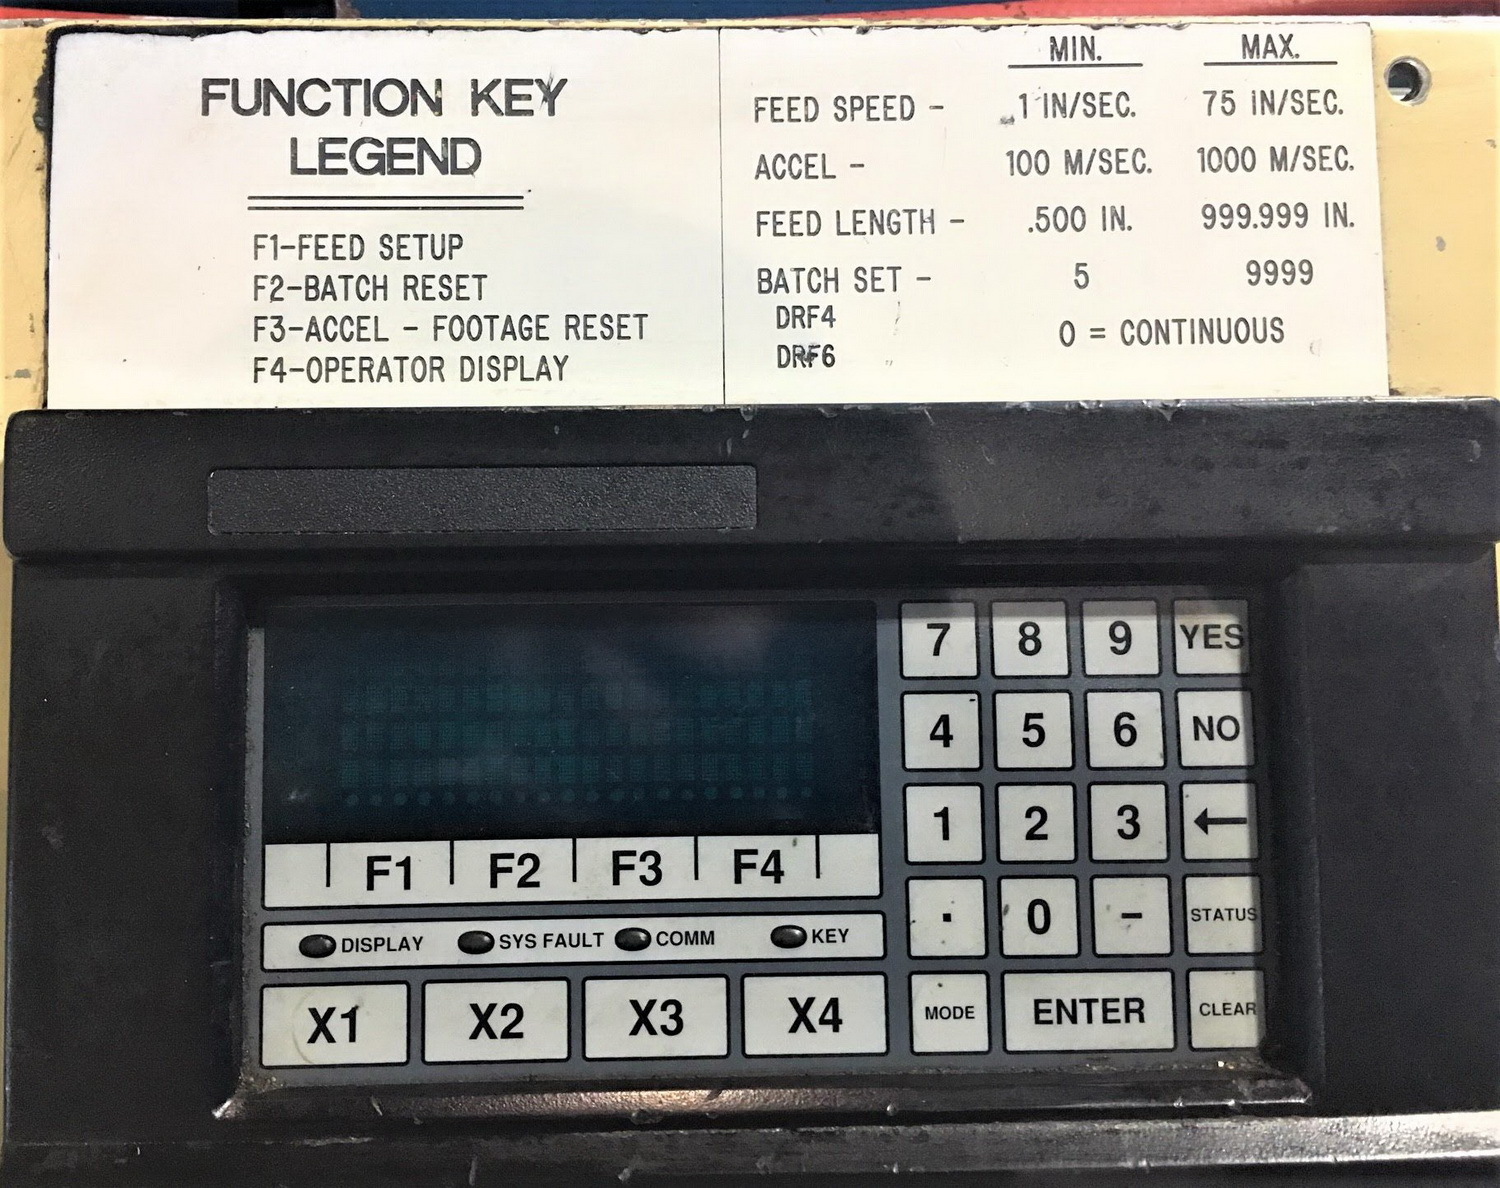 FUNCTION KEY
LEGEND
F1-FEED SETUP
F2-BATCH RESET
F3-ACCEL - FOOTAGE RESET
F4-OPERATOR DISPLAY
MIN. MAX.
FEED SPEED - .1 IN/SEC. 75 IN/SEC.
ACCEL - 100 M/SEC. 1000 M/SEC.
FEED LENGTH - .500 IN. 999.999 IN.
BATCH SET - 5 9999
DRF4
0 = CONTINUOUS
DRF6
7 8 9 YES
4 5 6 NO
1 2 3 ←
F1 F2 F3 F4
. 0 - STATUS
DISPLAY SYS FAULT COMM KEY
X1 X2 X3 X4 MODE ENTER CLEAR